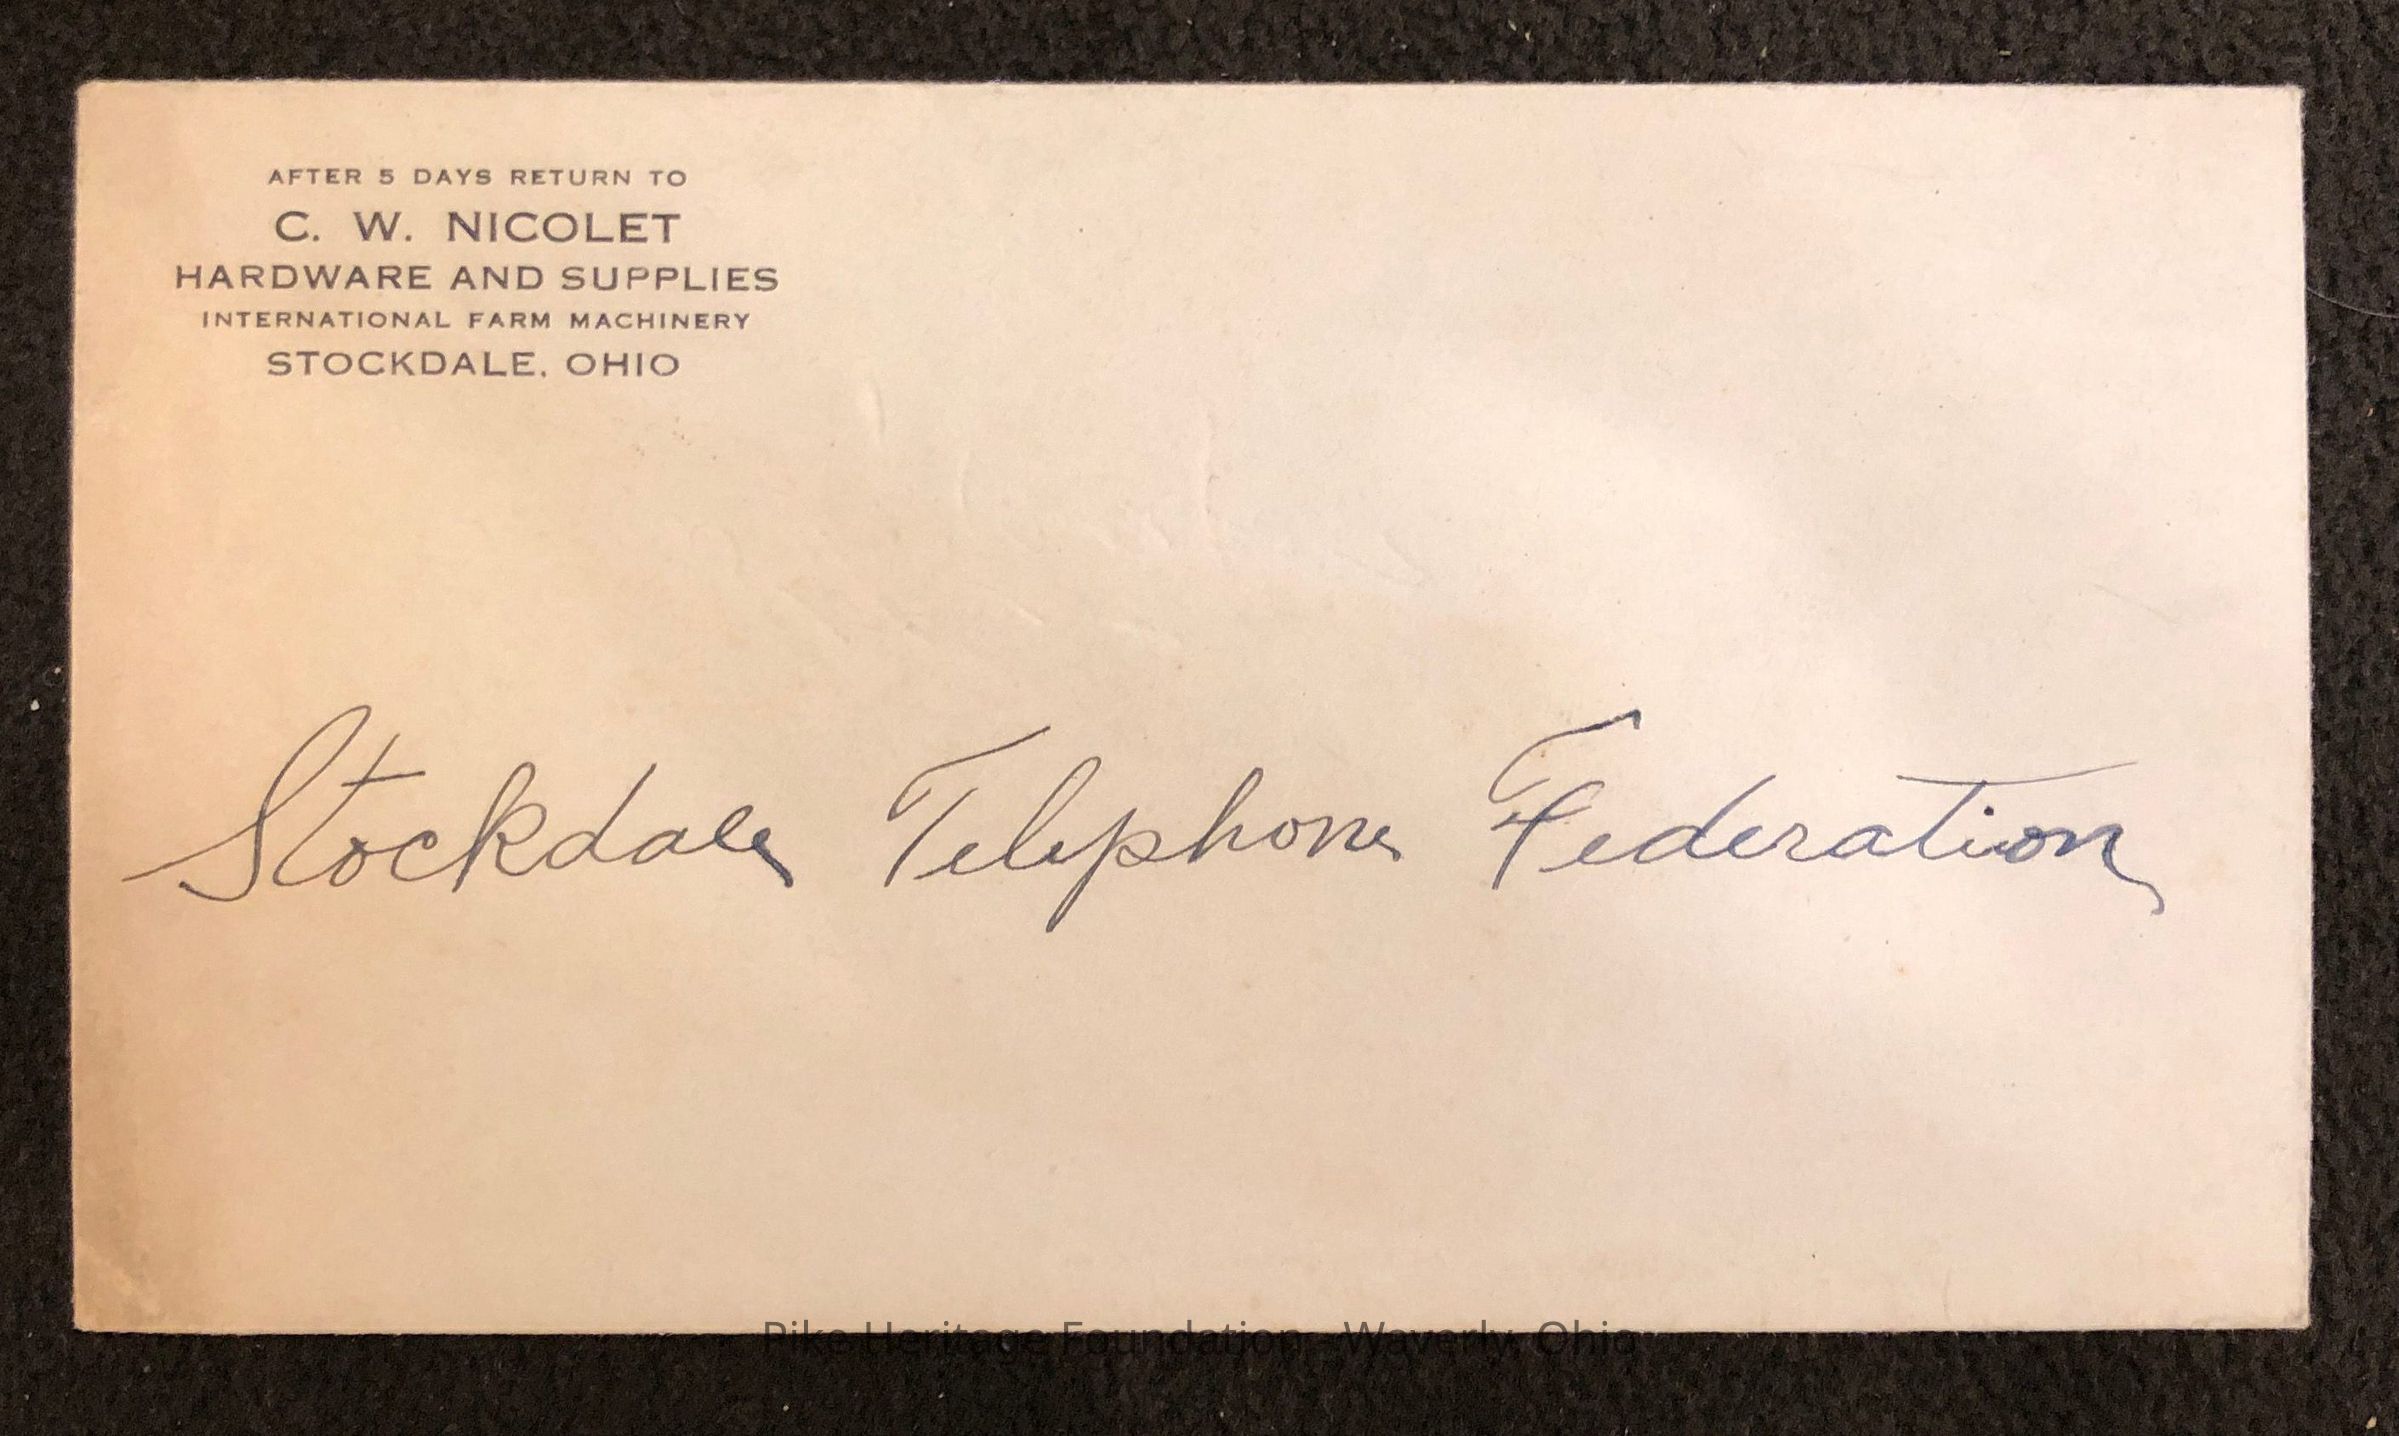 AFTER 5 DAYS RETURN TO
C. W. NICOLET
HARDWARE AND SUPPLIES
INTERNATIONAL FARM MACHINERY
STOCKDALE, OHIO
Stockdale Telephone Federation
Pike Heritage Foundation - Waverly, Ohio